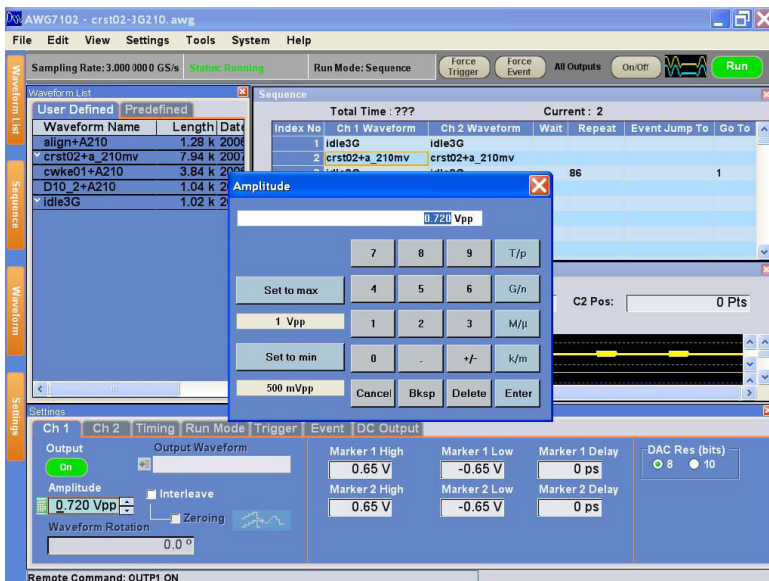 AWG7102 - crst02-3G210.awg
File Edit View Settings Tools System Help
Sampling Rate:3.000 000 0 GS/s Status: Running Run Mode: Sequence Force Trigger Force Event All Outputs On/Off Run
Waveform List
User Defined Predefined
Waveform Name Length Date
align+A210 1.28 k 2006
crst02+a_210mv 7.94 k 2007
cwke01+A210 3.84 k
D10_2+A210 1.04 k
idle3G 1.02 k
Sequence
Total Time : ??? Current : 2
Index No Ch 1 Waveform Ch 2 Waveform Wait Repeat Event Jump To Go To
1 idle3G idle3G
2 crst02+a_210mv crst02+a_210mv
86 1
Amplitude
0.720 Vpp
7 8 9 T/p
Set to max 4 5 6 G/n
1 Vpp 1 2 3 M/µ
Set to min 0 . +/- k/m
500 mVpp Cancel Bksp Delete Enter
C2 Pos: 0 Pts
Waveform List
Sequence
Waveform
Settings
Settings
Ch 1 Ch 2 Timing Run Mode Trigger Event DC Output
Output Output Waveform Marker 1 High Marker 1 Low Marker 1 Delay DAC Res (bits)
On 0.65 V -0.65 V 0 ps 8 10
Amplitude Interleave Marker 2 High Marker 2 Low Marker 2 Delay
0.720 Vpp Zeroing 0.65 V -0.65 V 0 ps
Waveform Rotation
0.0 °
Remote Command: OUTP1 ON